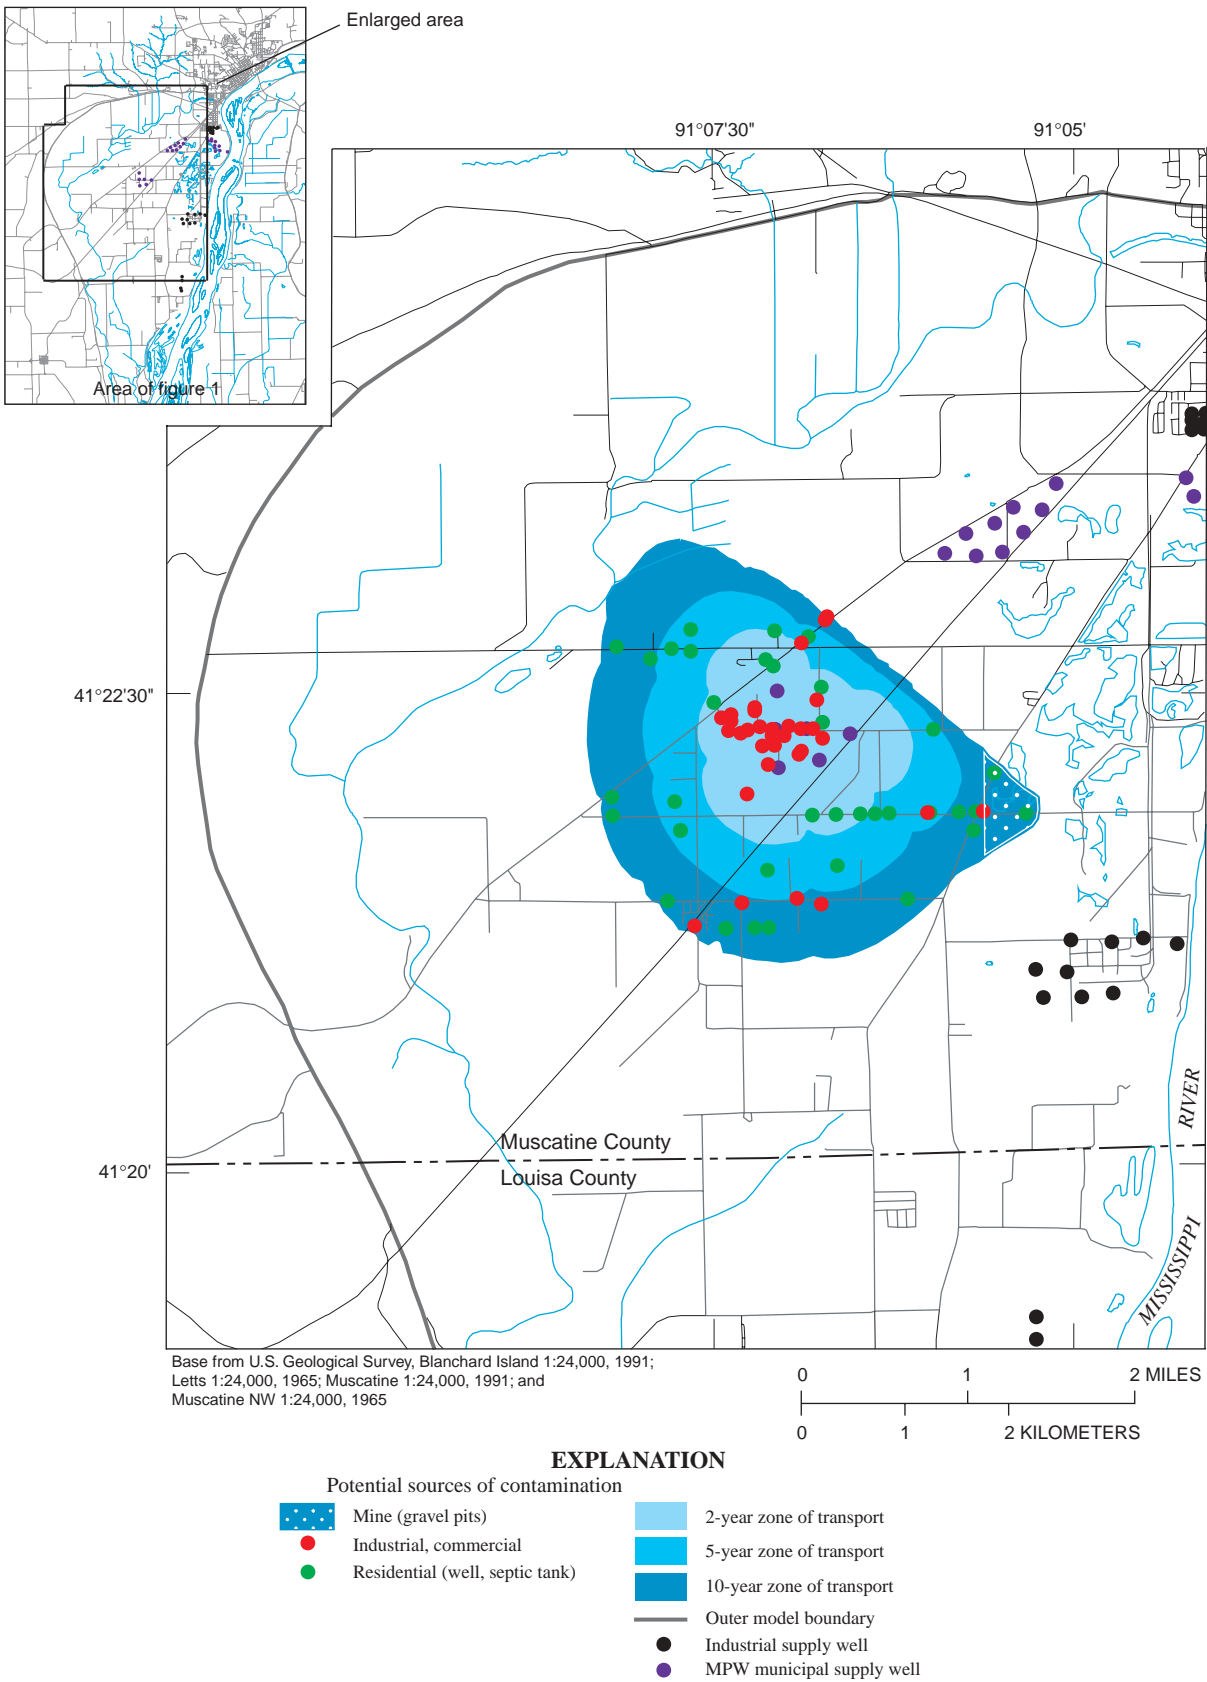 Enlarged area
Area of figure 1
91°07'30"
91°05'
41°22'30"
41°20'
Muscatine County
Louisa County
RIVER
MISSISSIPPI
Base from U.S. Geological Survey, Blanchard Island 1:24,000, 1991;
Letts 1:24,000, 1965; Muscatine 1:24,000, 1991; and
Muscatine NW 1:24,000, 1965
0 1 2 MILES
0 1 2 KILOMETERS
EXPLANATION
Potential sources of contamination
Mine (gravel pits)
Industrial, commercial
Residential (well, septic tank)
2-year zone of transport
5-year zone of transport
10-year zone of transport
Outer model boundary
Industrial supply well
MPW municipal supply well